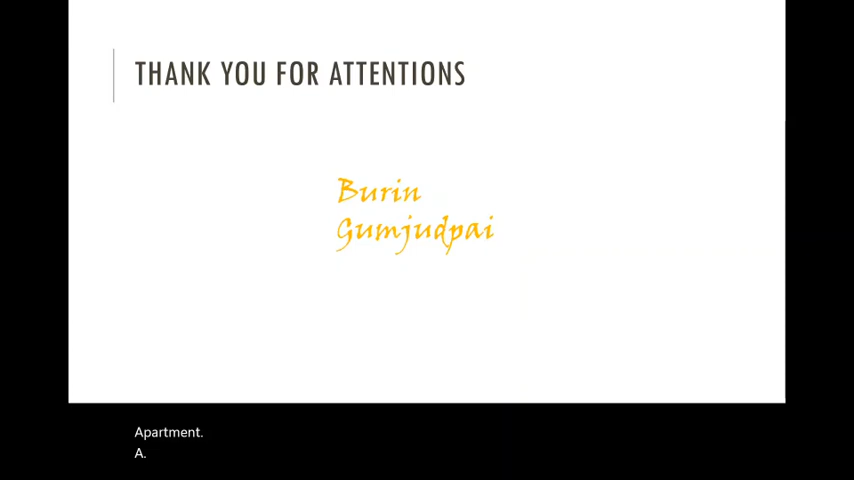 THANK YOU FOR ATTENTIONS
Burin
Gumjudpai
Apartment.
A.